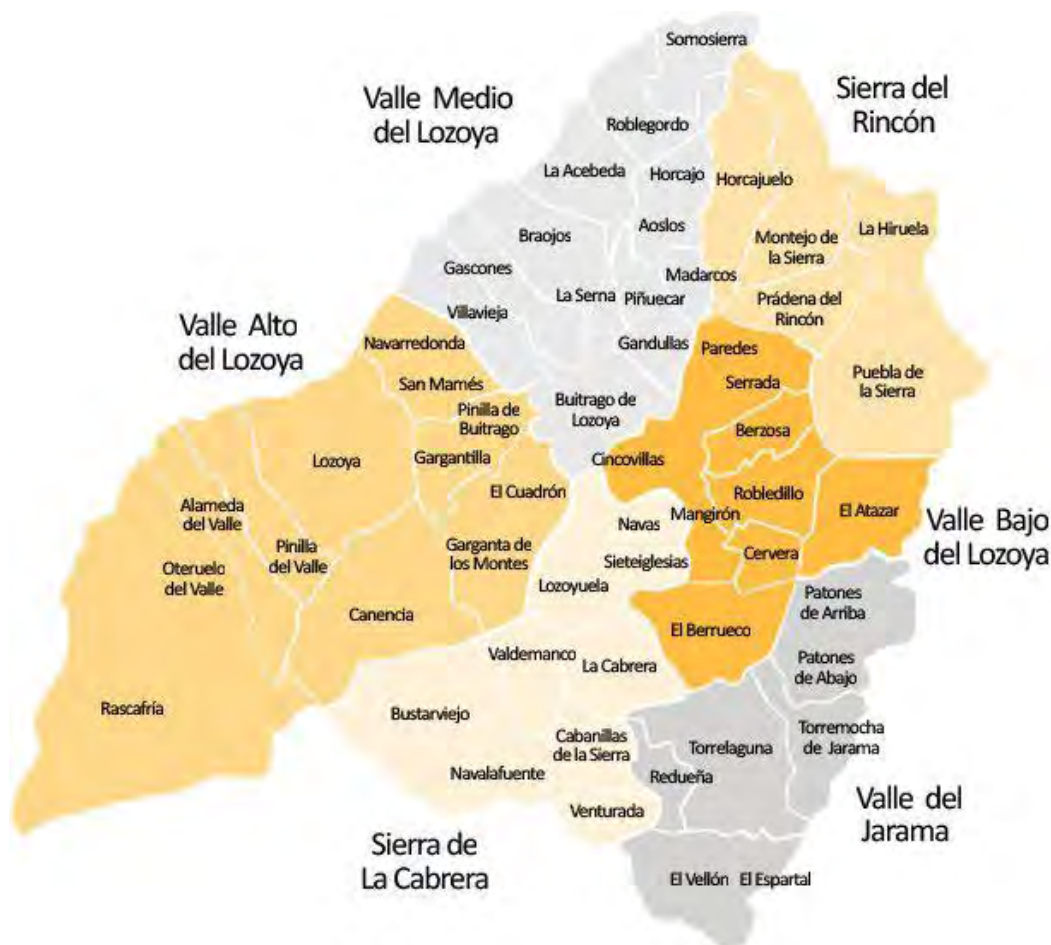 Somosierra
Valle Medio
del Lozoya
Sierra del
Rincón
Roblegordo
La Acebeda
Horcajo
Horcajuelo
Aoslos
La Hiruela
Braojos
Montejo de
la Sierra
Gascones
Madarcos
La Serna
Piñuecar
Prádena del
Rincón
Villavieja
Valle Alto
del Lozoya
Navarredonda
Gandullas
Paredes
Serrada
Puebla de
la Sierra
San Mamés
Pinilla de
Buitrago
Buitrago de
Lozoya
Berzosa
Lozoya
Gargantilla
Cincovillas
El Cuadrón
Robledillo
Alameda
del Valle
Navas
Mangirón
El Atazar
Valle Bajo
del Lozoya
Pinilla
del Valle
Garganta de
los Montes
Cervera
Oteruelo
del Valle
Sieteiglesias
Lozoyuela
Patones
de Arriba
Canencia
El Berrueco
Valdemanco
La Cabrera
Patones
de Abajo
Rascafría
Bustarviejo
Cabanillas
de la Sierra
Torrelaguna
Torremocha
de Jarama
Navalafuente
Redueña
Venturada
Valle del
Jarama
Sierra de
La Cabrera
El Vellón
El Espartal